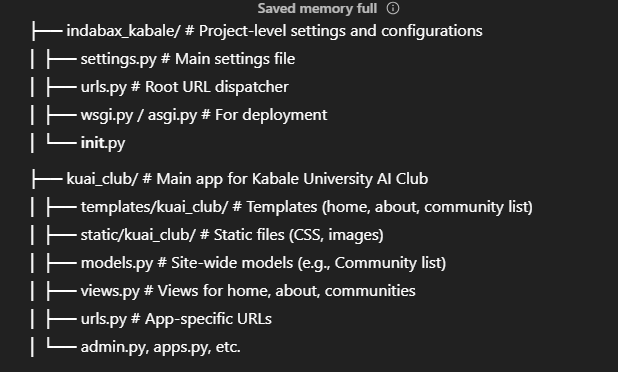 Saved memory full
├── indabax_kabale/ # Project-level settings and configurations
│ ├── settings.py # Main settings file
│ ├── urls.py # Root URL dispatcher
│ ├── wsgi.py / asgi.py # For deployment
│ └── init.py
├── kuai_club/ # Main app for Kabale University AI Club
│ ├── templates/kuai_club/ # Templates (home, about, community list)
│ ├── static/kuai_club/ # Static files (CSS, images)
│ ├── models.py # Site-wide models (e.g., Community list)
│ ├── views.py # Views for home, about, communities
│ ├── urls.py # App-specific URLs
│ └── admin.py, apps.py, etc.